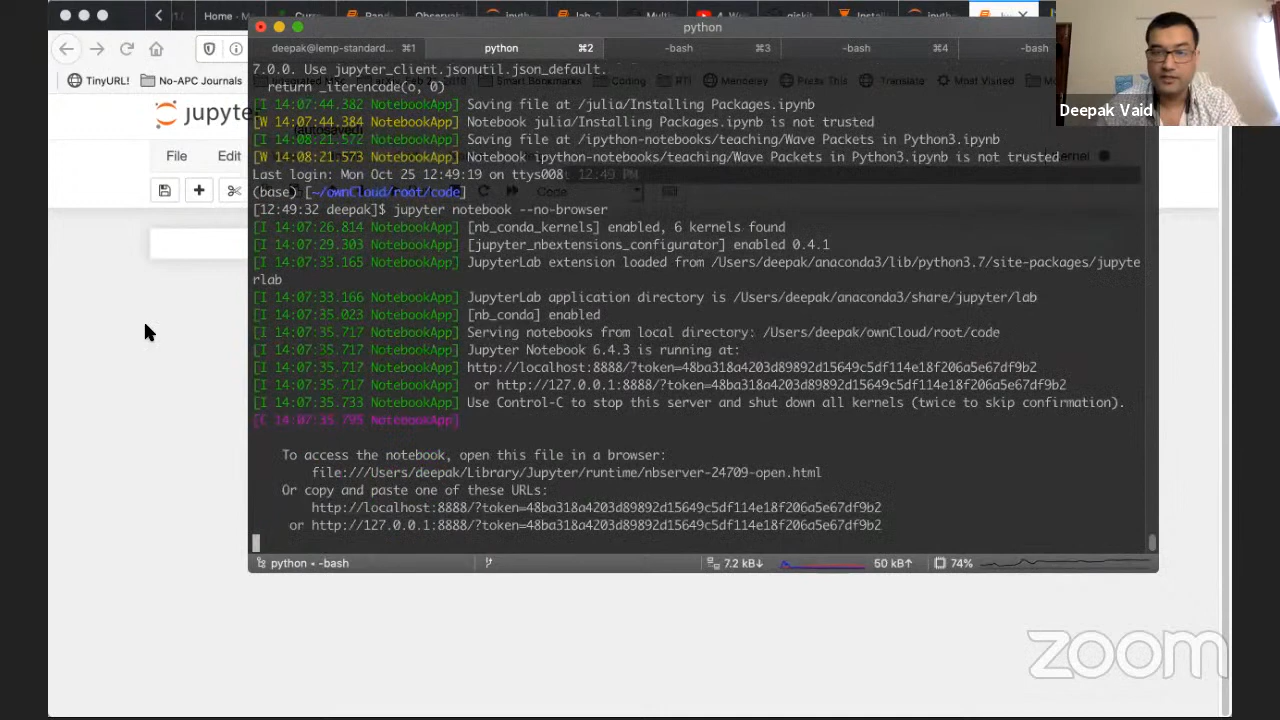 Home - M
python
Deepak Vaid
deepak@lemp-standard... ⌘1 python ⌘2 -bash ⌘3 -bash ⌘4 -bash
TinyURL! No-APC Journals
7.0.0. Use jupyter_client.jsonutil.json_default.
return _iterencode(o, 0)
[I 14:07:44.382 NotebookApp] Saving file at /julia/Installing Packages.ipynb
[W 14:07:44.384 NotebookApp] Notebook julia/Installing Packages.ipynb is not trusted
[I 14:08:21.572 NotebookApp] Saving file at /ipython-notebooks/teaching/Wave Packets in Python3.ipynb
[W 14:08:21.573 NotebookApp] Notebook ipython-notebooks/teaching/Wave Packets in Python3.ipynb is not trusted
Last login: Mon Oct 25 12:49:19 on ttys008
(base) [~/ownCloud/root/code]
[12:49:32 deepak]$ jupyter notebook --no-browser
[I 14:07:26.814 NotebookApp] [nb_conda_kernels] enabled, 6 kernels found
[I 14:07:29.303 NotebookApp] [jupyter_nbextensions_configurator] enabled 0.4.1
[I 14:07:33.165 NotebookApp] JupyterLab extension loaded from /Users/deepak/anaconda3/lib/python3.7/site-packages/jupyte
rlab
[I 14:07:33.166 NotebookApp] JupyterLab application directory is /Users/deepak/anaconda3/share/jupyter/lab
[I 14:07:35.023 NotebookApp] [nb_conda] enabled
[I 14:07:35.717 NotebookApp] Serving notebooks from local directory: /Users/deepak/ownCloud/root/code
[I 14:07:35.717 NotebookApp] Jupyter Notebook 6.4.3 is running at:
[I 14:07:35.717 NotebookApp] http://localhost:8888/?token=48ba318a4203d89892d15649c5df114e18f206a5e67df9b2
[I 14:07:35.717 NotebookApp] or http://127.0.0.1:8888/?token=48ba318a4203d89892d15649c5df114e18f206a5e67df9b2
[I 14:07:35.733 NotebookApp] Use Control-C to stop this server and shut down all kernels (twice to skip confirmation).
[C 14:07:35.795 NotebookApp]
To access the notebook, open this file in a browser:
file:///Users/deepak/Library/Jupyter/runtime/nbserver-24709-open.html
Or copy and paste one of these URLs:
http://localhost:8888/?token=48ba318a4203d89892d15649c5df114e18f206a5e67df9b2
or http://127.0.0.1:8888/?token=48ba318a4203d89892d15649c5df114e18f206a5e67df9b2
python ◂ -bash 7.2 kB↓ 50 kB↑ 74%
jupyte
File Edit
zoom